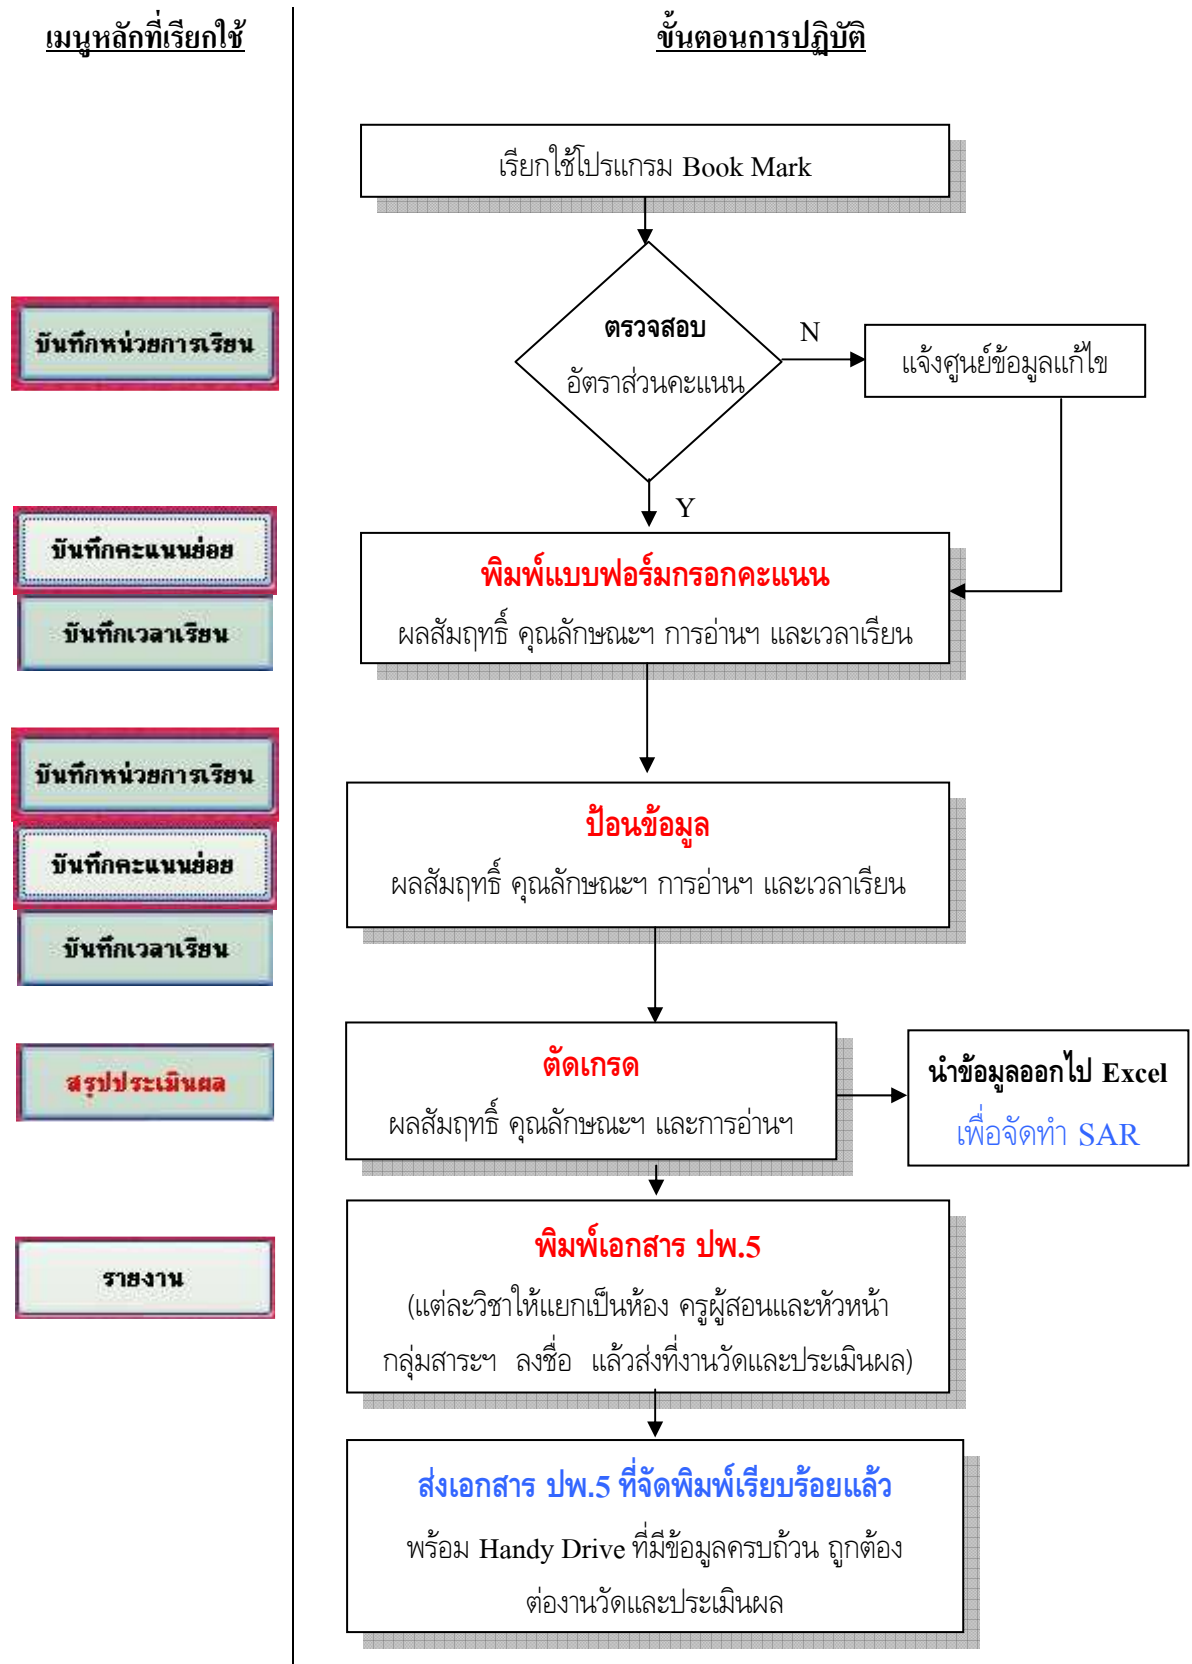 เมนูหลักที่เรียกใช้
ขั้นตอนการปฏิบัติ
เรียกใช้โปรแกรม Book Mark
บันทึกหน่วยการเรียน
ตรวจสอบ
อัตราส่วนคะแนน
N
แจ้งศูนย์ข้อมูลแก้ไข
Y
บันทึกคะแนนย่อย
บันทึกเวลาเรียน
พิมพ์แบบฟอร์มกรอกคะแนน
ผลสัมฤทธิ์ คุณลักษณะฯ การอ่านฯ และเวลาเรียน
บันทึกหน่วยการเรียน
บันทึกคะแนนย่อย
บันทึกเวลาเรียน
ป้อนข้อมูล
ผลสัมฤทธิ์ คุณลักษณะฯ การอ่านฯ และเวลาเรียน
สรุปประเมินผล
ตัดเกรด
ผลสัมฤทธิ์ คุณลักษณะฯ และการอ่านฯ
นำข้อมูลออกไป Excel
เพื่อจัดทำ SAR
รายงาน
พิมพ์เอกสาร ปพ.5
(แต่ละวิชาให้แยกเป็นห้อง ครูผู้สอนและหัวหน้า
กลุ่มสาระฯ ลงชื่อ แล้วส่งที่งานวัดและประเมินผล)
ส่งเอกสาร ปพ.5 ที่จัดพิมพ์เรียบร้อยแล้ว
พร้อม Handy Drive ที่มีข้อมูลครบถ้วน ถูกต้อง
ต่องานวัดและประเมินผล